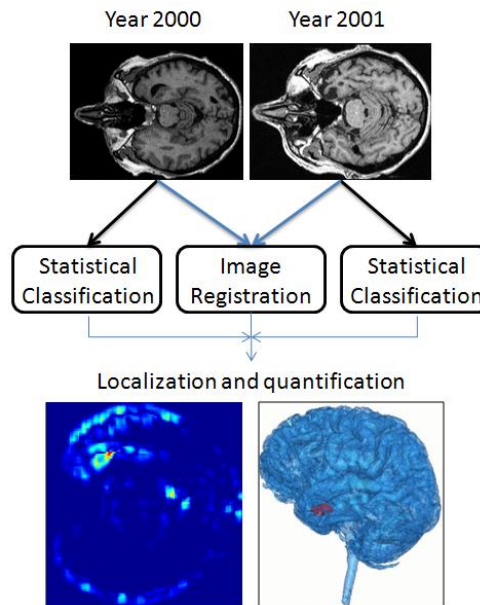 Year 2000
Year 2001
Statistical
Classification
Image
Registration
Statistical
Classification
Localization and quantification